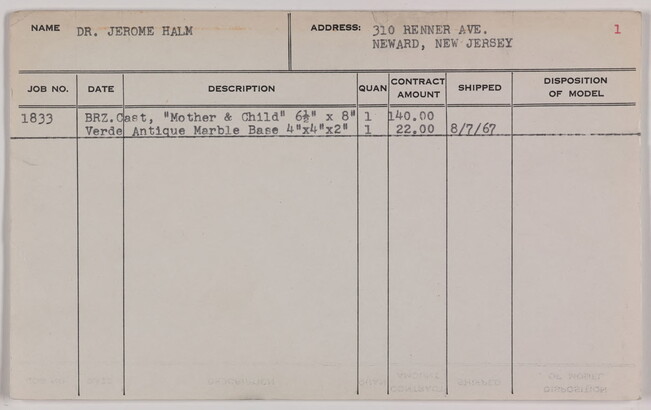 NAME DR. JEROME HALM ADDRESS: 310 RENNER AVE. 1
NEWARD, NEW JERSEY
JOB NO. DATE DESCRIPTION QUAN CONTRACT AMOUNT SHIPPED DISPOSITION OF MODEL
1833 BRZ.Cast, "Mother & Child" 6½" x 8" 1 140.00
Verde Antique Marble Base 4"x4"x2" 1 22.00 8/7/67